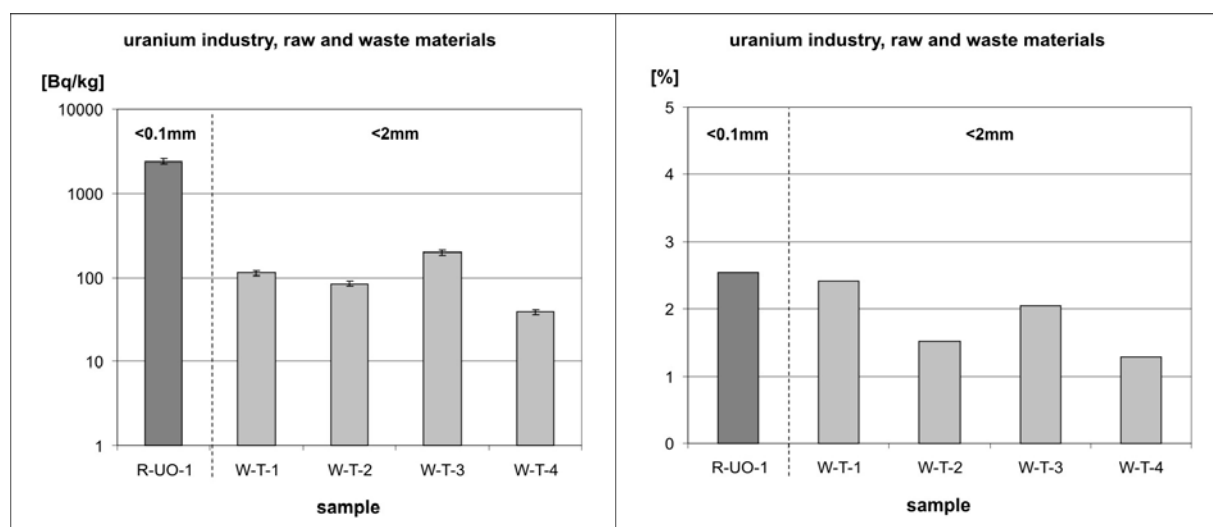 uranium industry, raw and waste materials
[Bq/kg]
10000
1000
100
10
1
<0.1mm
<2mm
R-UO-1 W-T-1 W-T-2 W-T-3 W-T-4
sample
uranium industry, raw and waste materials
[%]
5
4
3
2
1
0
<0.1mm
<2mm
R-UO-1 W-T-1 W-T-2 W-T-3 W-T-4
sample